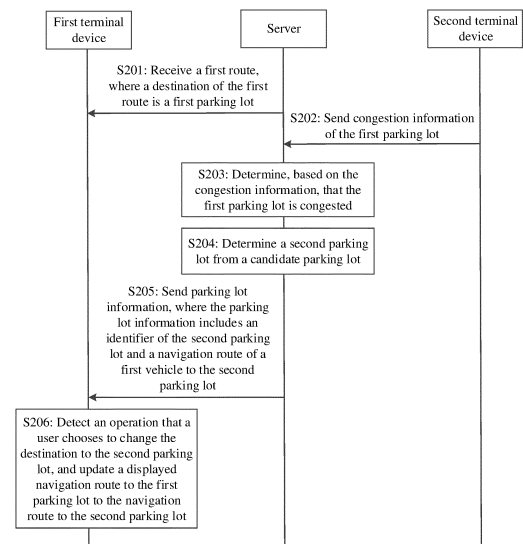 First terminal
device
Server
Second terminal
device
S201: Receive a first route,
where a destination of the first
route is a first parking lot
S202: Send congestion information
of the first parking lot
S203: Determine, based on the
congestion information, that the
first parking lot is congested
S204: Determine a second parking
lot from a candidate parking lot
S205: Send parking lot
information, where the parking
lot information includes an
identifier of the second parking
lot and a navigation route of a
first vehicle to the second
parking lot
S206: Detect an operation that a
user chooses to change the
destination to the second parking
lot, and update a displayed
navigation route to the first
parking lot to the navigation
route to the second parking lot